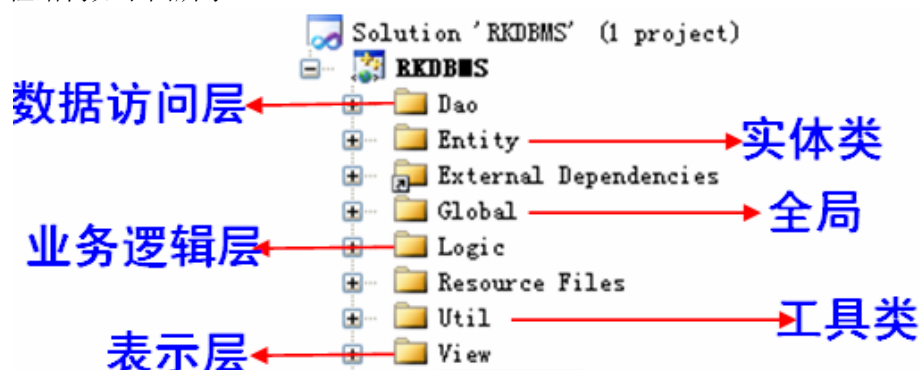 Solution 'RKDBMS' (1 project)
RKDBMS
数据访问层 Dao
Entity 实体类
External Dependencies
Global 全局
业务逻辑层 Logic
Resource Files
Util 工具类
表示层 View